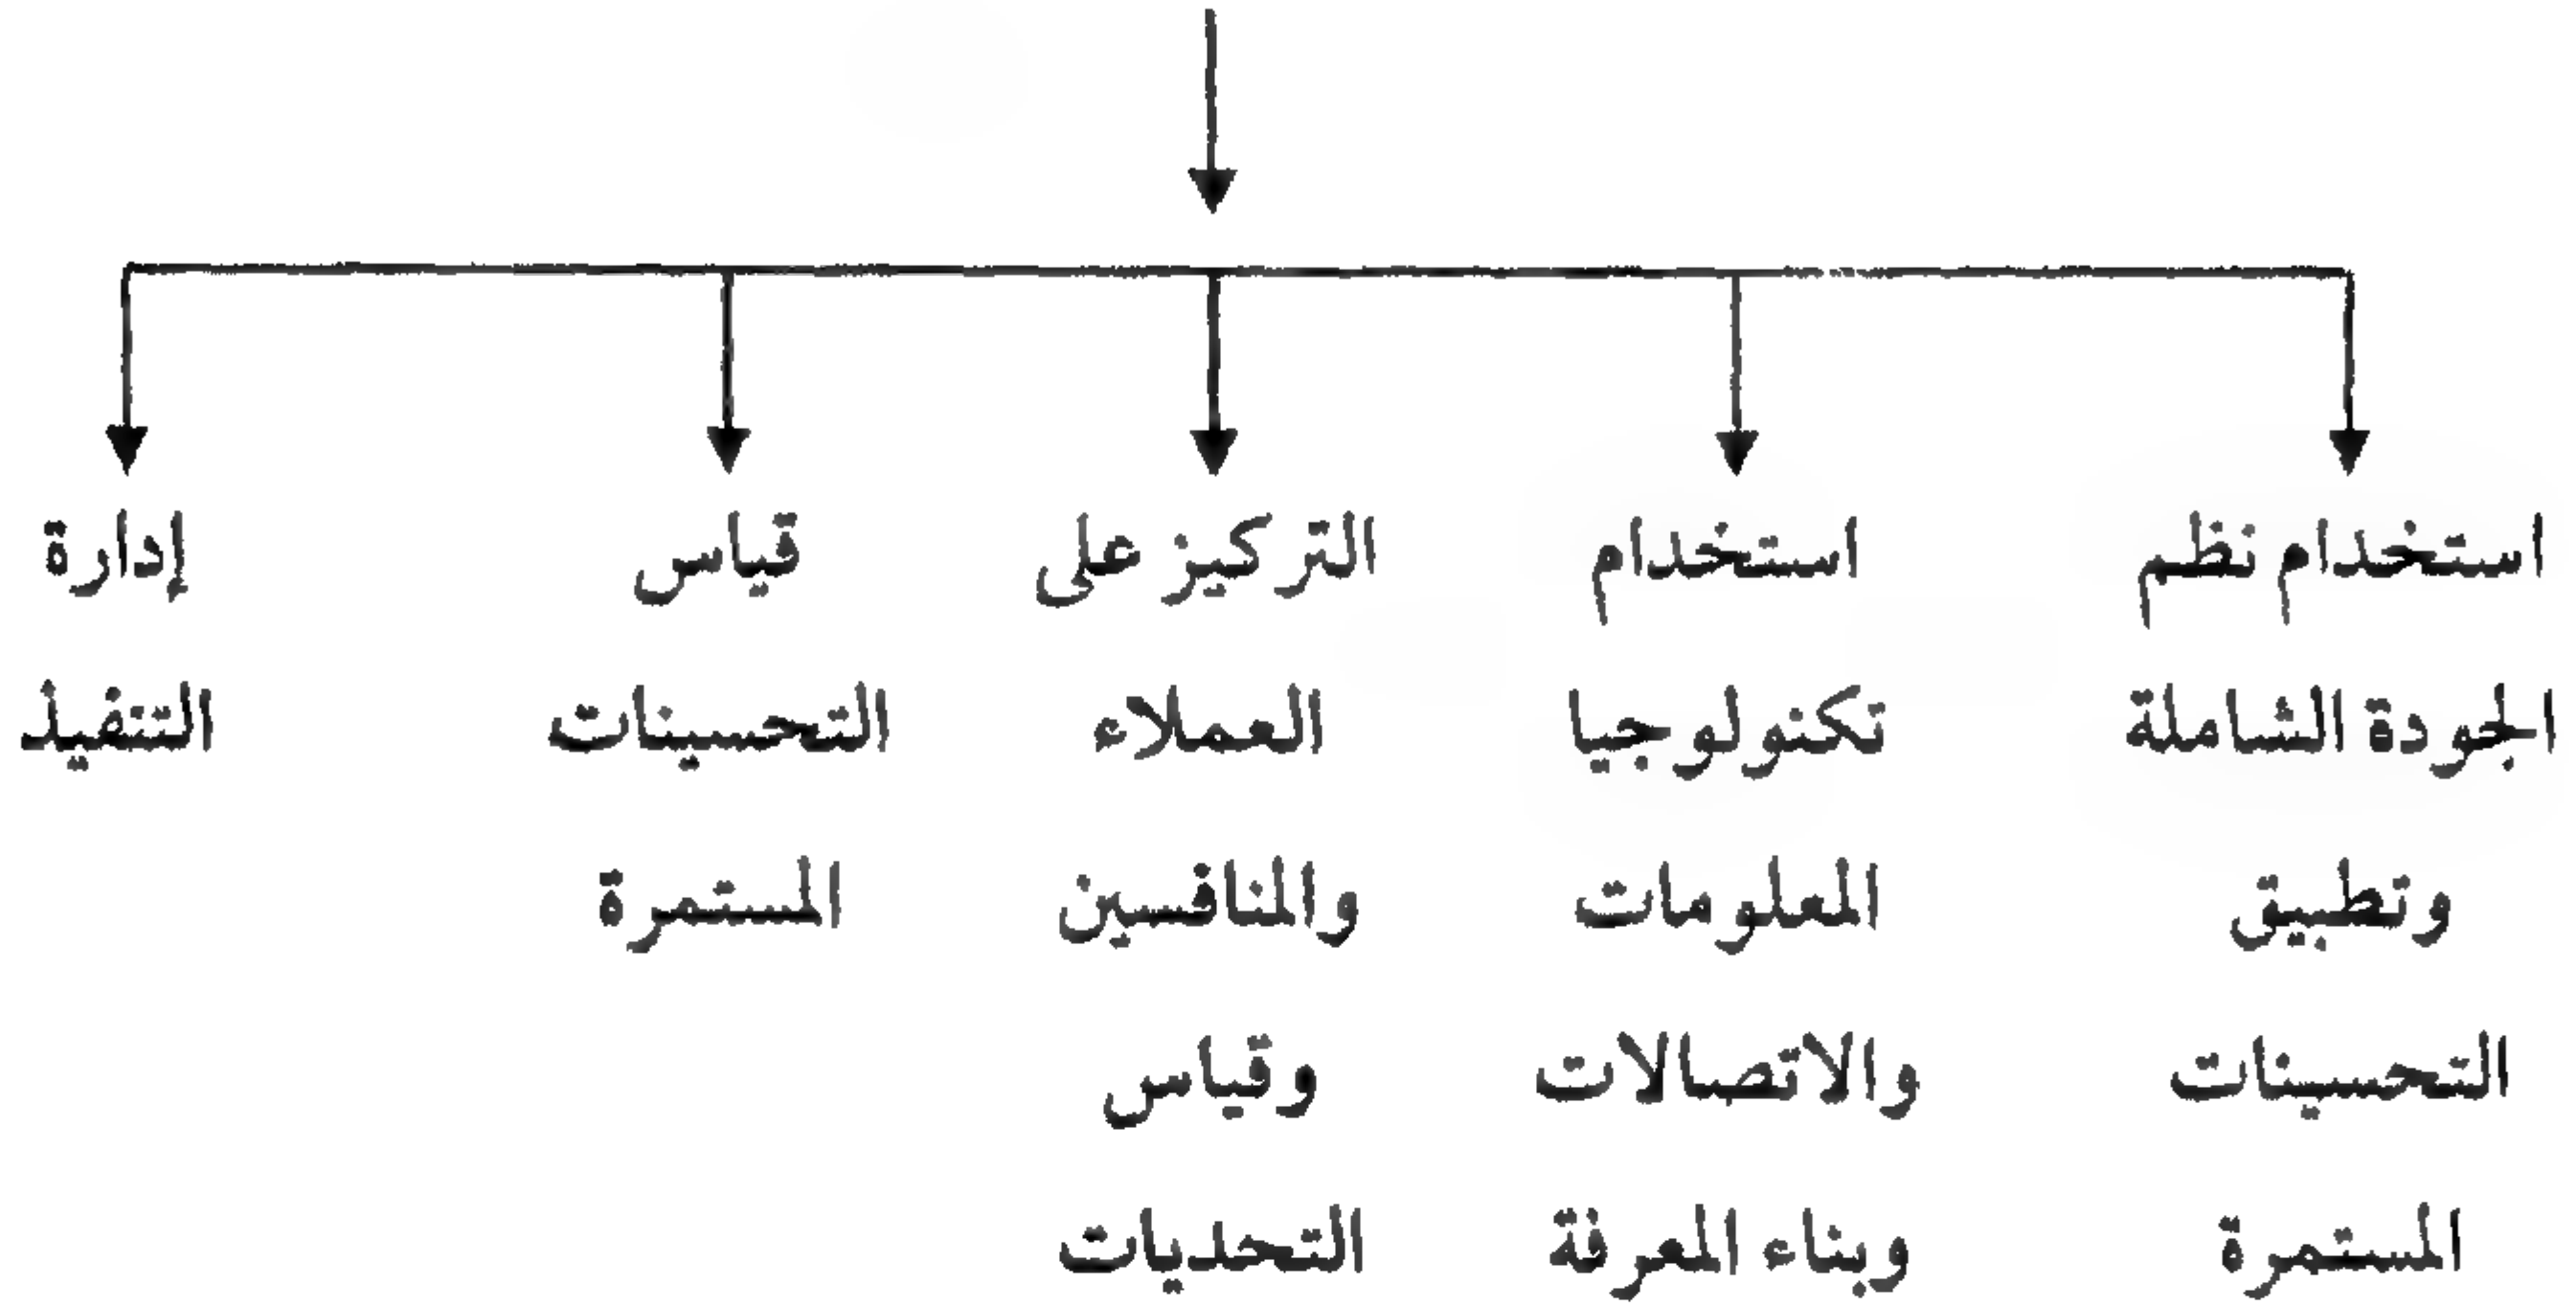 استخدام نظم
الجودة الشاملة
وتطبيق
التحسينات
المستمرة
استخدام
تكنولوجيا
المعلومات
والاتصالات
وبناء المعرفة
التركيز على
العملاء
والمنافسين
وقياس
التحديات
قياس
التحسينات
المستمرة
إدارة
التنفيذ